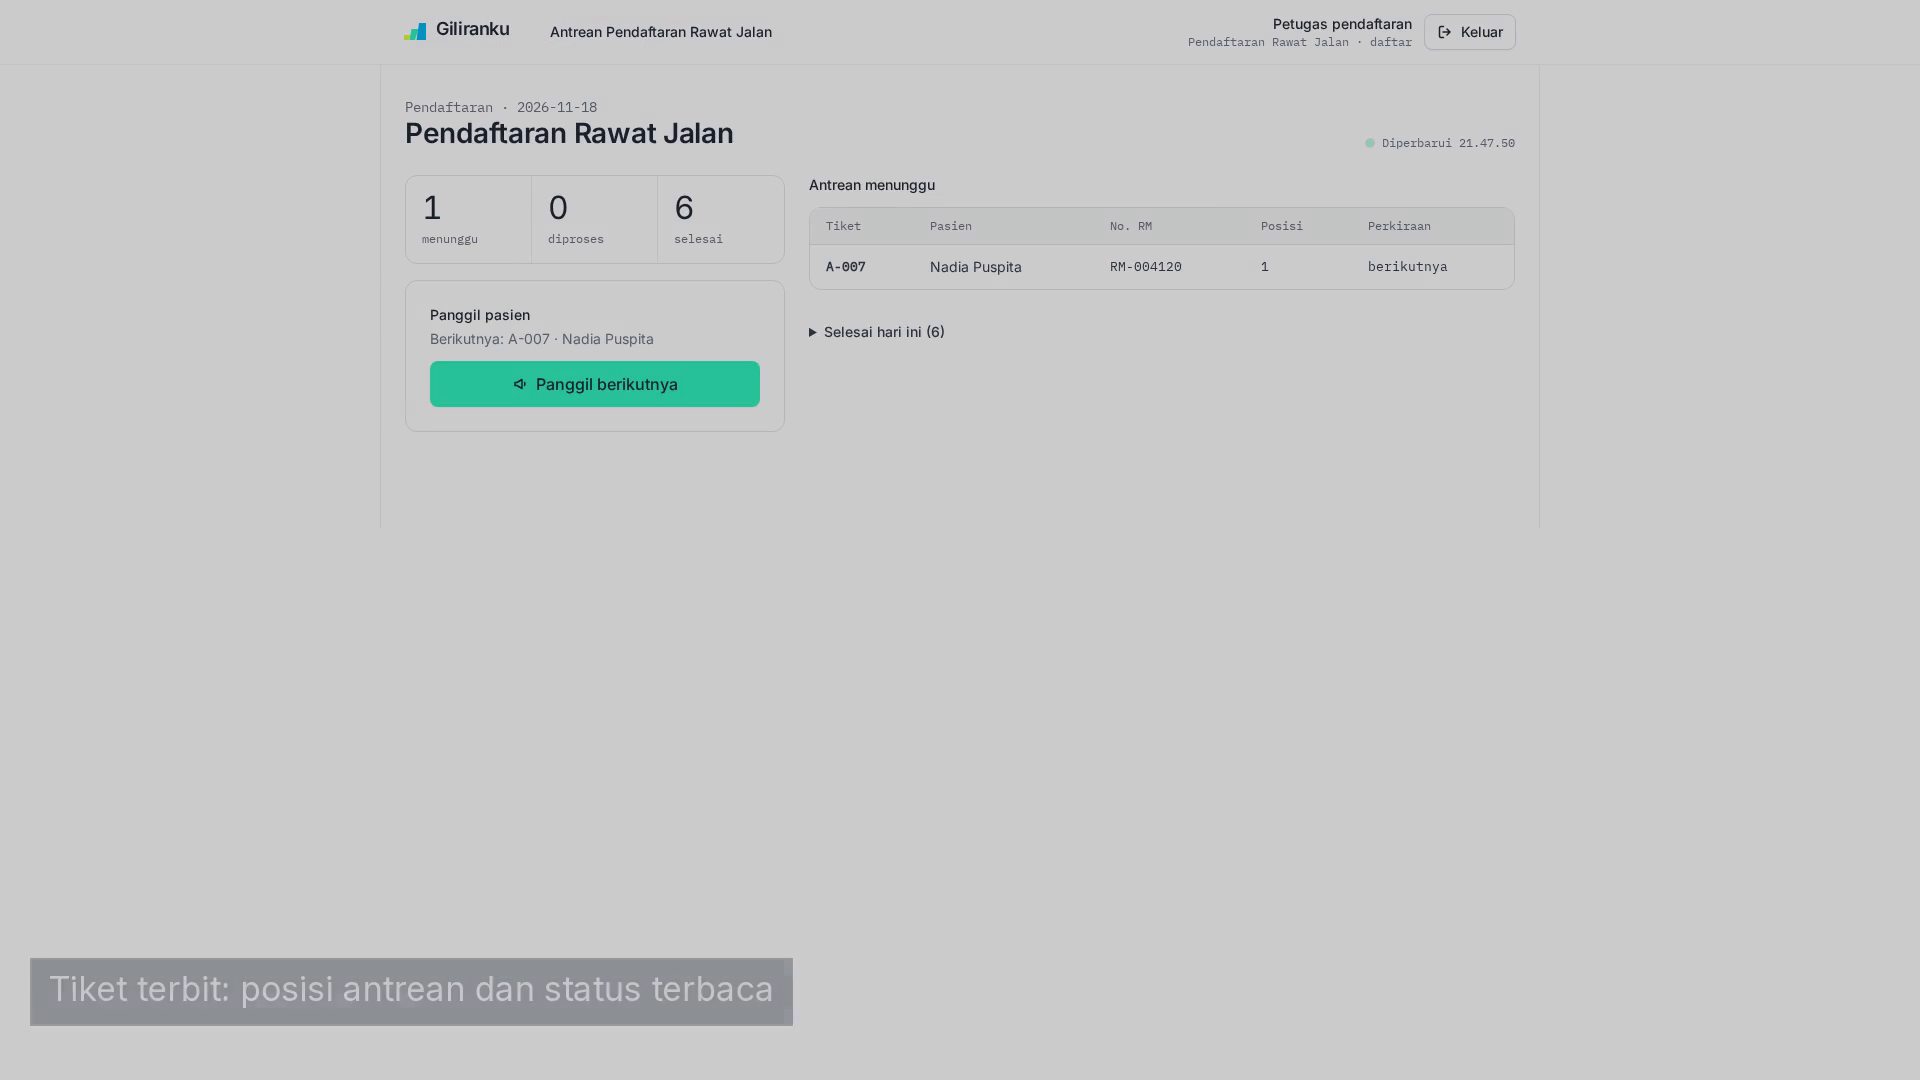 Giliranku
Antrean Pendaftaran Rawat Jalan
Petugas pendaftaran
Pendaftaran Rawat Jalan · daftar
Keluar
Pendaftaran · 2026-11-18
Pendaftaran Rawat Jalan
Diperbarui 21.47.50
1 0 6
menunggu diproses selesai
Panggil pasien
Berikutnya: A-007 · Nadia Puspita
Panggil berikutnya
Antrean menunggu
Tiket Pasien No. RM Posisi Perkiraan
A-007 Nadia Puspita RM-004120 1 berikutnya
Selesai hari ini (6)
Tiket terbit: posisi antrean dan status terbaca